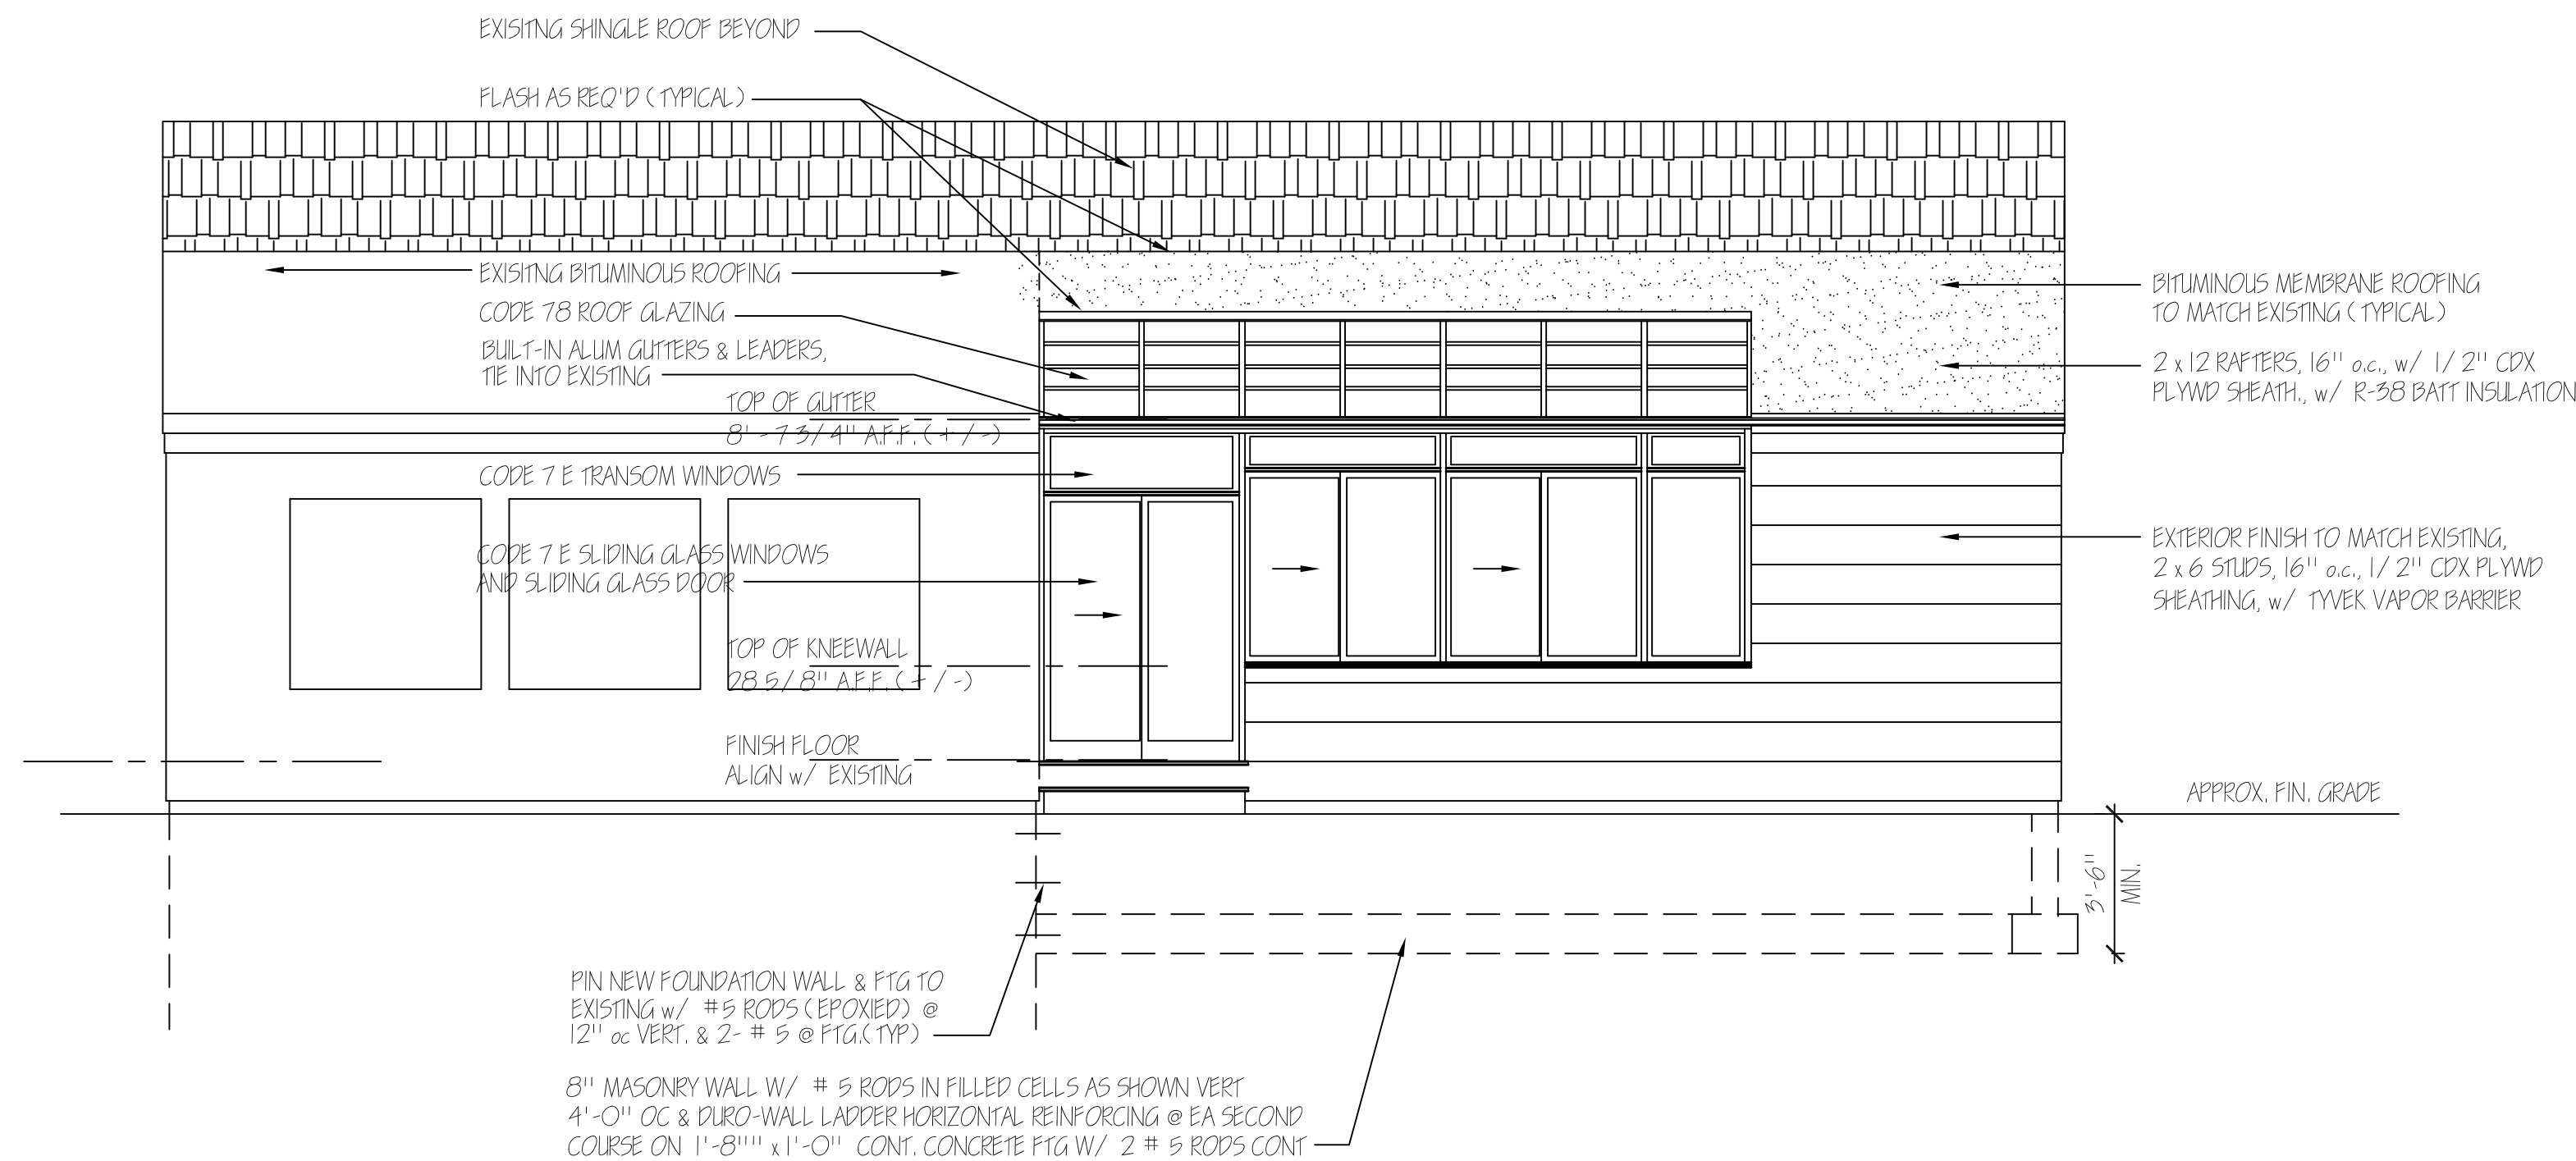 EXISITNG SHINGLE ROOF BEYOND
FLASH AS REQ'D (TYPICAL)
EXISITNG BITUMINOUS ROOFING
CODE 78 ROOF GLAZING
BUILT-IN ALUM GUTTERS & LEADERS,
TIE INTO EXISTING
TOP OF GUTTER
8'-7 3/4" A.F.F. (+/-)
CODE 7 E TRANSOM WINDOWS
CODE 7 E SLIDING GLASS WINDOWS
AND SLIDING GLASS DOOR
TOP OF KNEEWALL
28 5/8" A.F.F. (+/-)
FINISH FLOOR
ALIGN w/ EXISTING
BITUMINOUS MEMBRANE ROOFING
TO MATCH EXISTING (TYPICAL)
2 x 12 RAFTERS, 16" o.c., w/ 1/2" CDX
PLYWD SHEATH., w/ R-38 BATT INSULATION
EXTERIOR FINISH TO MATCH EXISTING,
2 x 6 STUDS, 16" o.c., 1/2" CDX PLYWD
SHEATHING, w/ TYVEK VAPOR BARRIER
APPROX. FIN. GRADE
3'-6"
MIN.
PIN NEW FOUNDATION WALL & FTG TO
EXISTING w/ #5 RODS (EPOXIED) @
12" oc VERT. & 2- # 5 @ FTG.(TYP)
8" MASONRY WALL W/ # 5 RODS IN FILLED CELLS AS SHOWN VERT
4'-0" OC & DURO-WALL LADDER HORIZONTAL REINFORCING @ EA SECOND
COURSE ON 1'-8"" x 1'-0" CONT. CONCRETE FTG W/ 2 # 5 RODS CONT